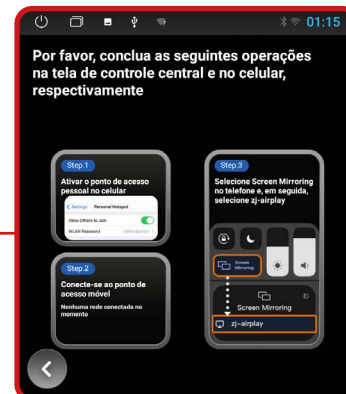 01:15
Por favor, conclua as seguintes operações
na tela de controle central e no celular,
respectivamente
Step.1
Ativar o ponto de acesso
pessoal no celular
Settings Personal Hotspot
Allow Others to Join
WLAN Password
Step.2
Conecte-se ao ponto de
acesso móvel
Nenhuma rede conectada no
momento
Step.3
Selecione Screen Mirroring
no telefone e, em seguida,
selecione zj-airplay
Screen
Mirroring
Screen Mirroring
zj-airplay